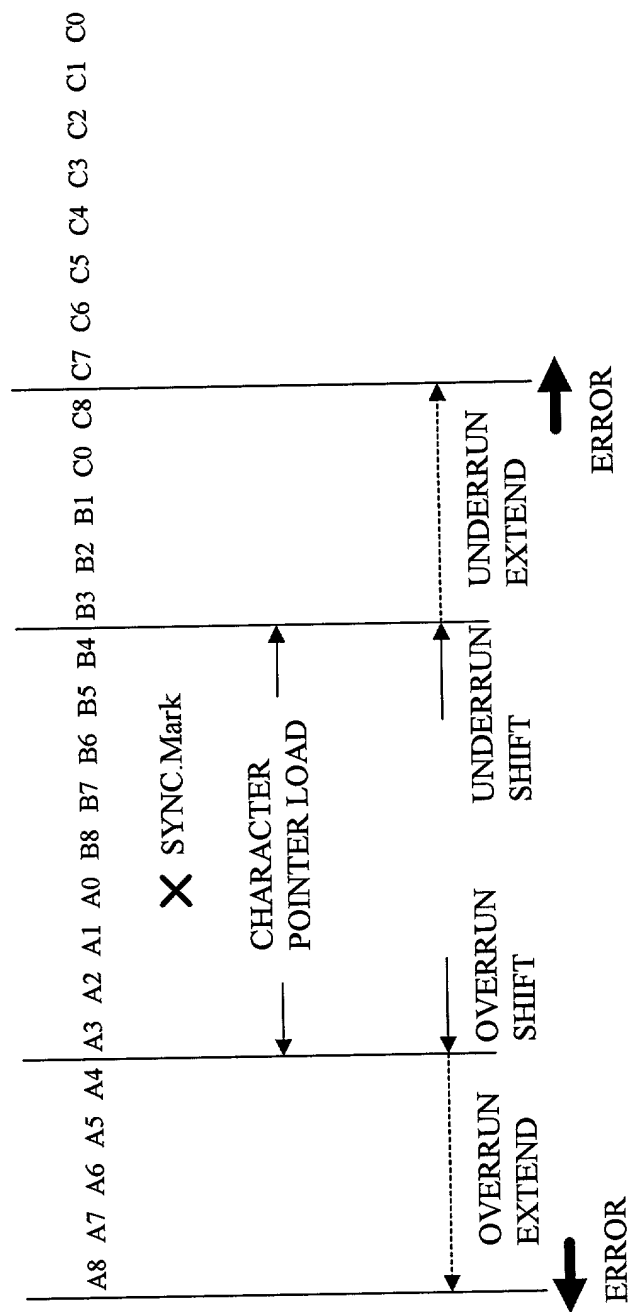 A8 A7 A6 A5 A4 A3 A2 A1 A0 B8 B7 B6 B5 B4 B3 B2 B1 C0 C8 C7 C6 C5 C4 C3 C2 C1 C0
SYNC.Mark
CHARACTER
POINTER LOAD
OVERRUN
EXTEND
OVERRUN
SHIFT
UNDERRUN
SHIFT
UNDERRUN
EXTEND
ERROR
ERROR